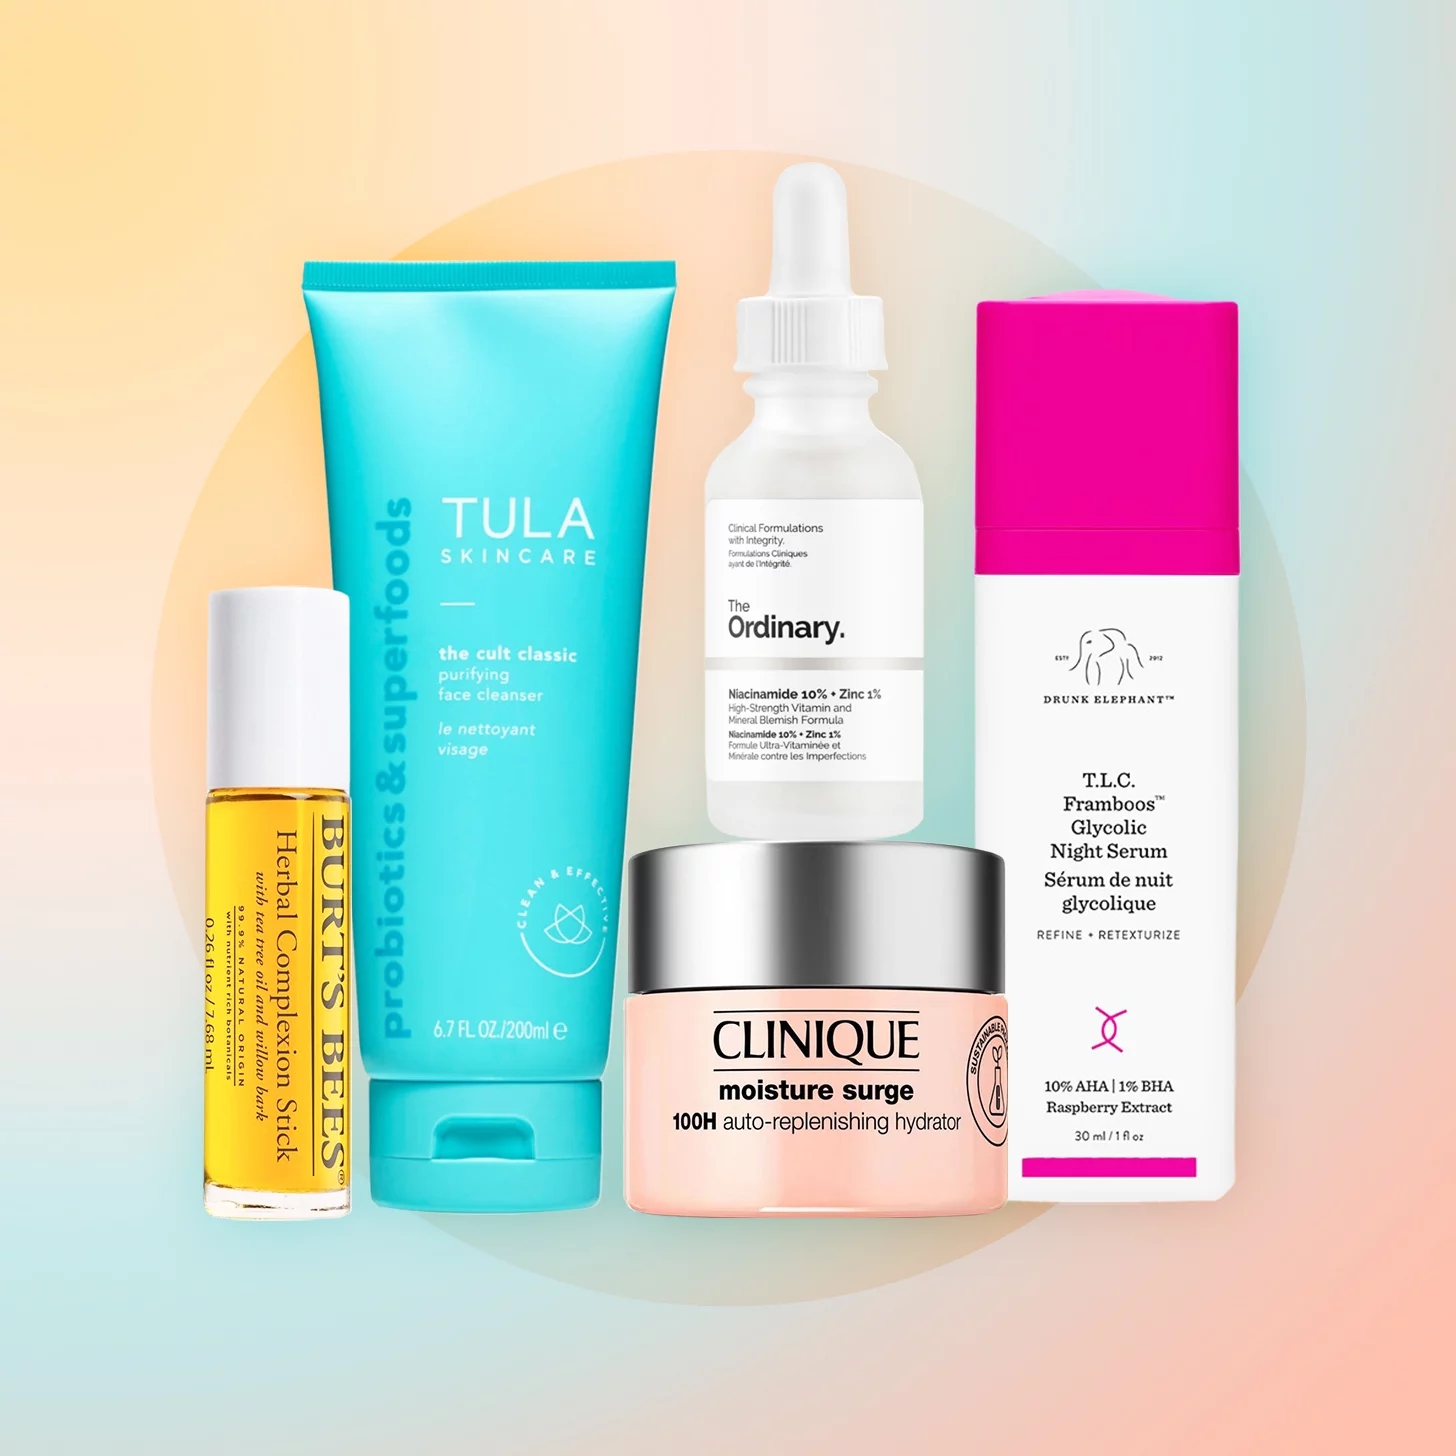 BURT'S BEES®
Herbal Complexion Stick
with tea tree oil and willow bark
99.9% NATURAL ORIGIN
with nutrient rich botanicals
0.26 fl oz / 7.68 mL
probiotics & superfoods
TULA
SKINCARE
the cult classic
purifying
face cleanser
le nettoyant
visage
CLEAN & EFFECTIVE
6.7 FL OZ./200ml ℮
Clinical Formulations
with Integrity.
Formulations Cliniques
ayant de l'Intégrité.
The
Ordinary.
Niacinamide 10% + Zinc 1%
High-Strength Vitamin and
Mineral Blemish Formula
Niacinamide 10% + Zinc 1%
Formule Ultra-Vitaminée et
Minérale contre les Imperfections
CLINIQUE
moisture surge
100H auto-replenishing hydrator
SUSTAINABLE
ESTD 2012
DRUNK ELEPHANT™
T.L.C.
Framboos™
Glycolic
Night Serum
Sérum de nuit
glycolique
REFINE + RETEXTURIZE
10% AHA | 1% BHA
Raspberry Extract
30 ml / 1 fl oz